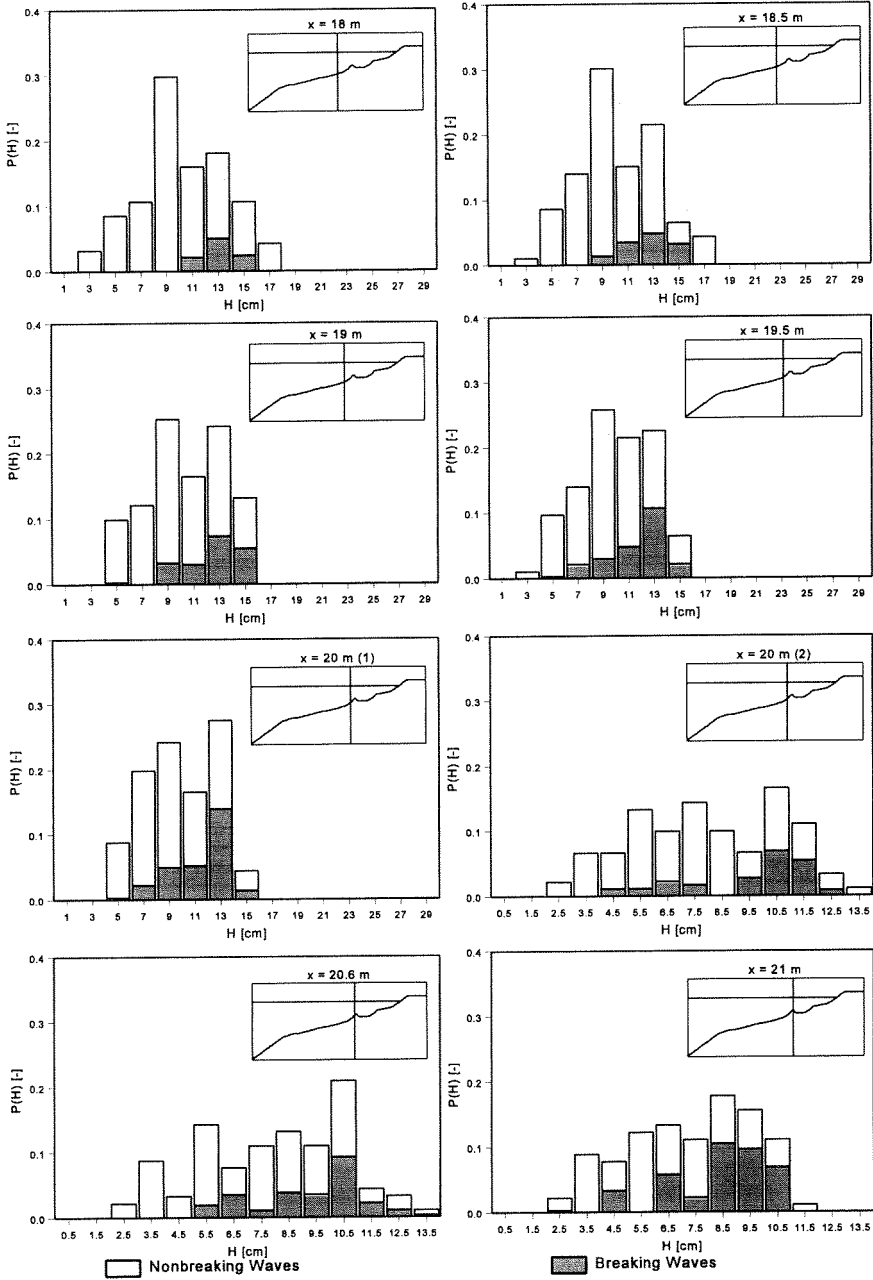 x = 18 m
0.4
0.3
0.2
0.1
0.0
P(H) [-]
1 3 5 7 9 11 13 15 17 19 21 23 25 27 29
H [cm]
x = 18.5 m
0.4
0.3
0.2
0.1
0.0
P(H) [-]
1 3 5 7 9 11 13 15 17 19 21 23 25 27 29
H [cm]
x = 19 m
0.4
0.3
0.2
0.1
0.0
P(H) [-]
1 3 5 7 9 11 13 15 17 19 21 23 25 27 29
H [cm]
x = 19.5 m
0.4
0.3
0.2
0.1
0.0
P(H) [-]
1 3 5 7 9 11 13 15 17 19 21 23 25 27 29
H [cm]
x = 20 m (1)
0.4
0.3
0.2
0.1
0.0
P(H) [-]
1 3 5 7 9 11 13 15 17 19 21 23 25 27 29
H [cm]
x = 20 m (2)
0.4
0.3
0.2
0.1
0.0
P(H) [-]
0.5 1.5 2.5 3.5 4.5 5.5 6.5 7.5 8.5 9.5 10.5 11.5 12.5 13.5
H [cm]
x = 20.6 m
0.4
0.3
0.2
0.1
0.0
P(H) [-]
0.5 1.5 2.5 3.5 4.5 5.5 6.5 7.5 8.5 9.5 10.5 11.5 12.5 13.5
H [cm]
x = 21 m
0.4
0.3
0.2
0.1
0.0
P(H) [-]
0.5 1.5 2.5 3.5 4.5 5.5 6.5 7.5 8.5 9.5 10.5 11.5 12.5 13.5
H [cm]
Nonbreaking Waves
Breaking Waves